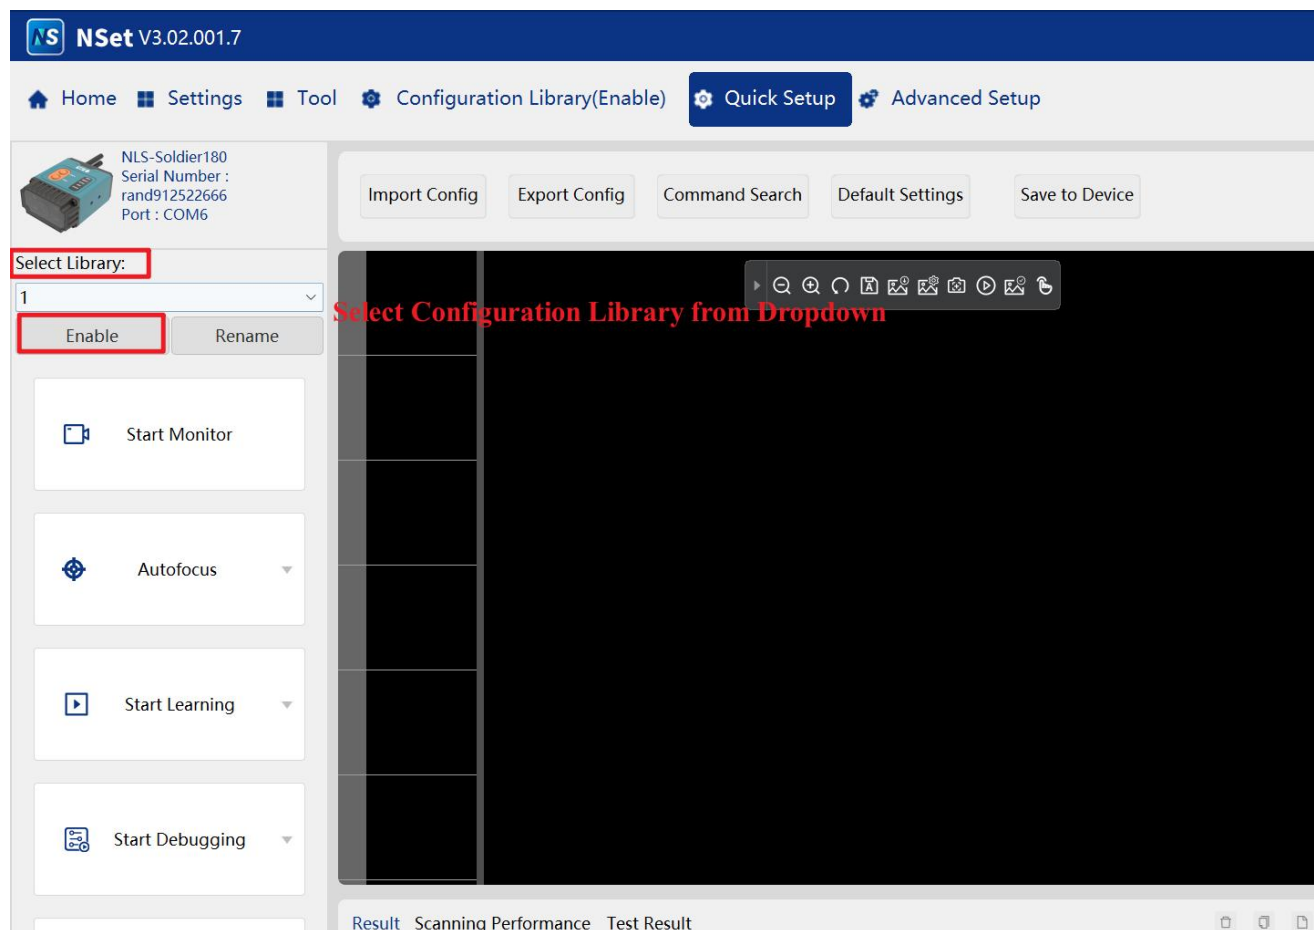 NS NSet V3.02.001.7
Home Settings Tool Configuration Library(Enable) Quick Setup Advanced Setup
NLS-Soldier180
Serial Number :
rand912522666
Port : COM6
Import Config Export Config Command Search Default Settings Save to Device
Select Library:
1
Select Configuration Library from Dropdown
Enable Rename
Start Monitor
Autofocus
Start Learning
Start Debugging
Result Scanning Performance Test Result